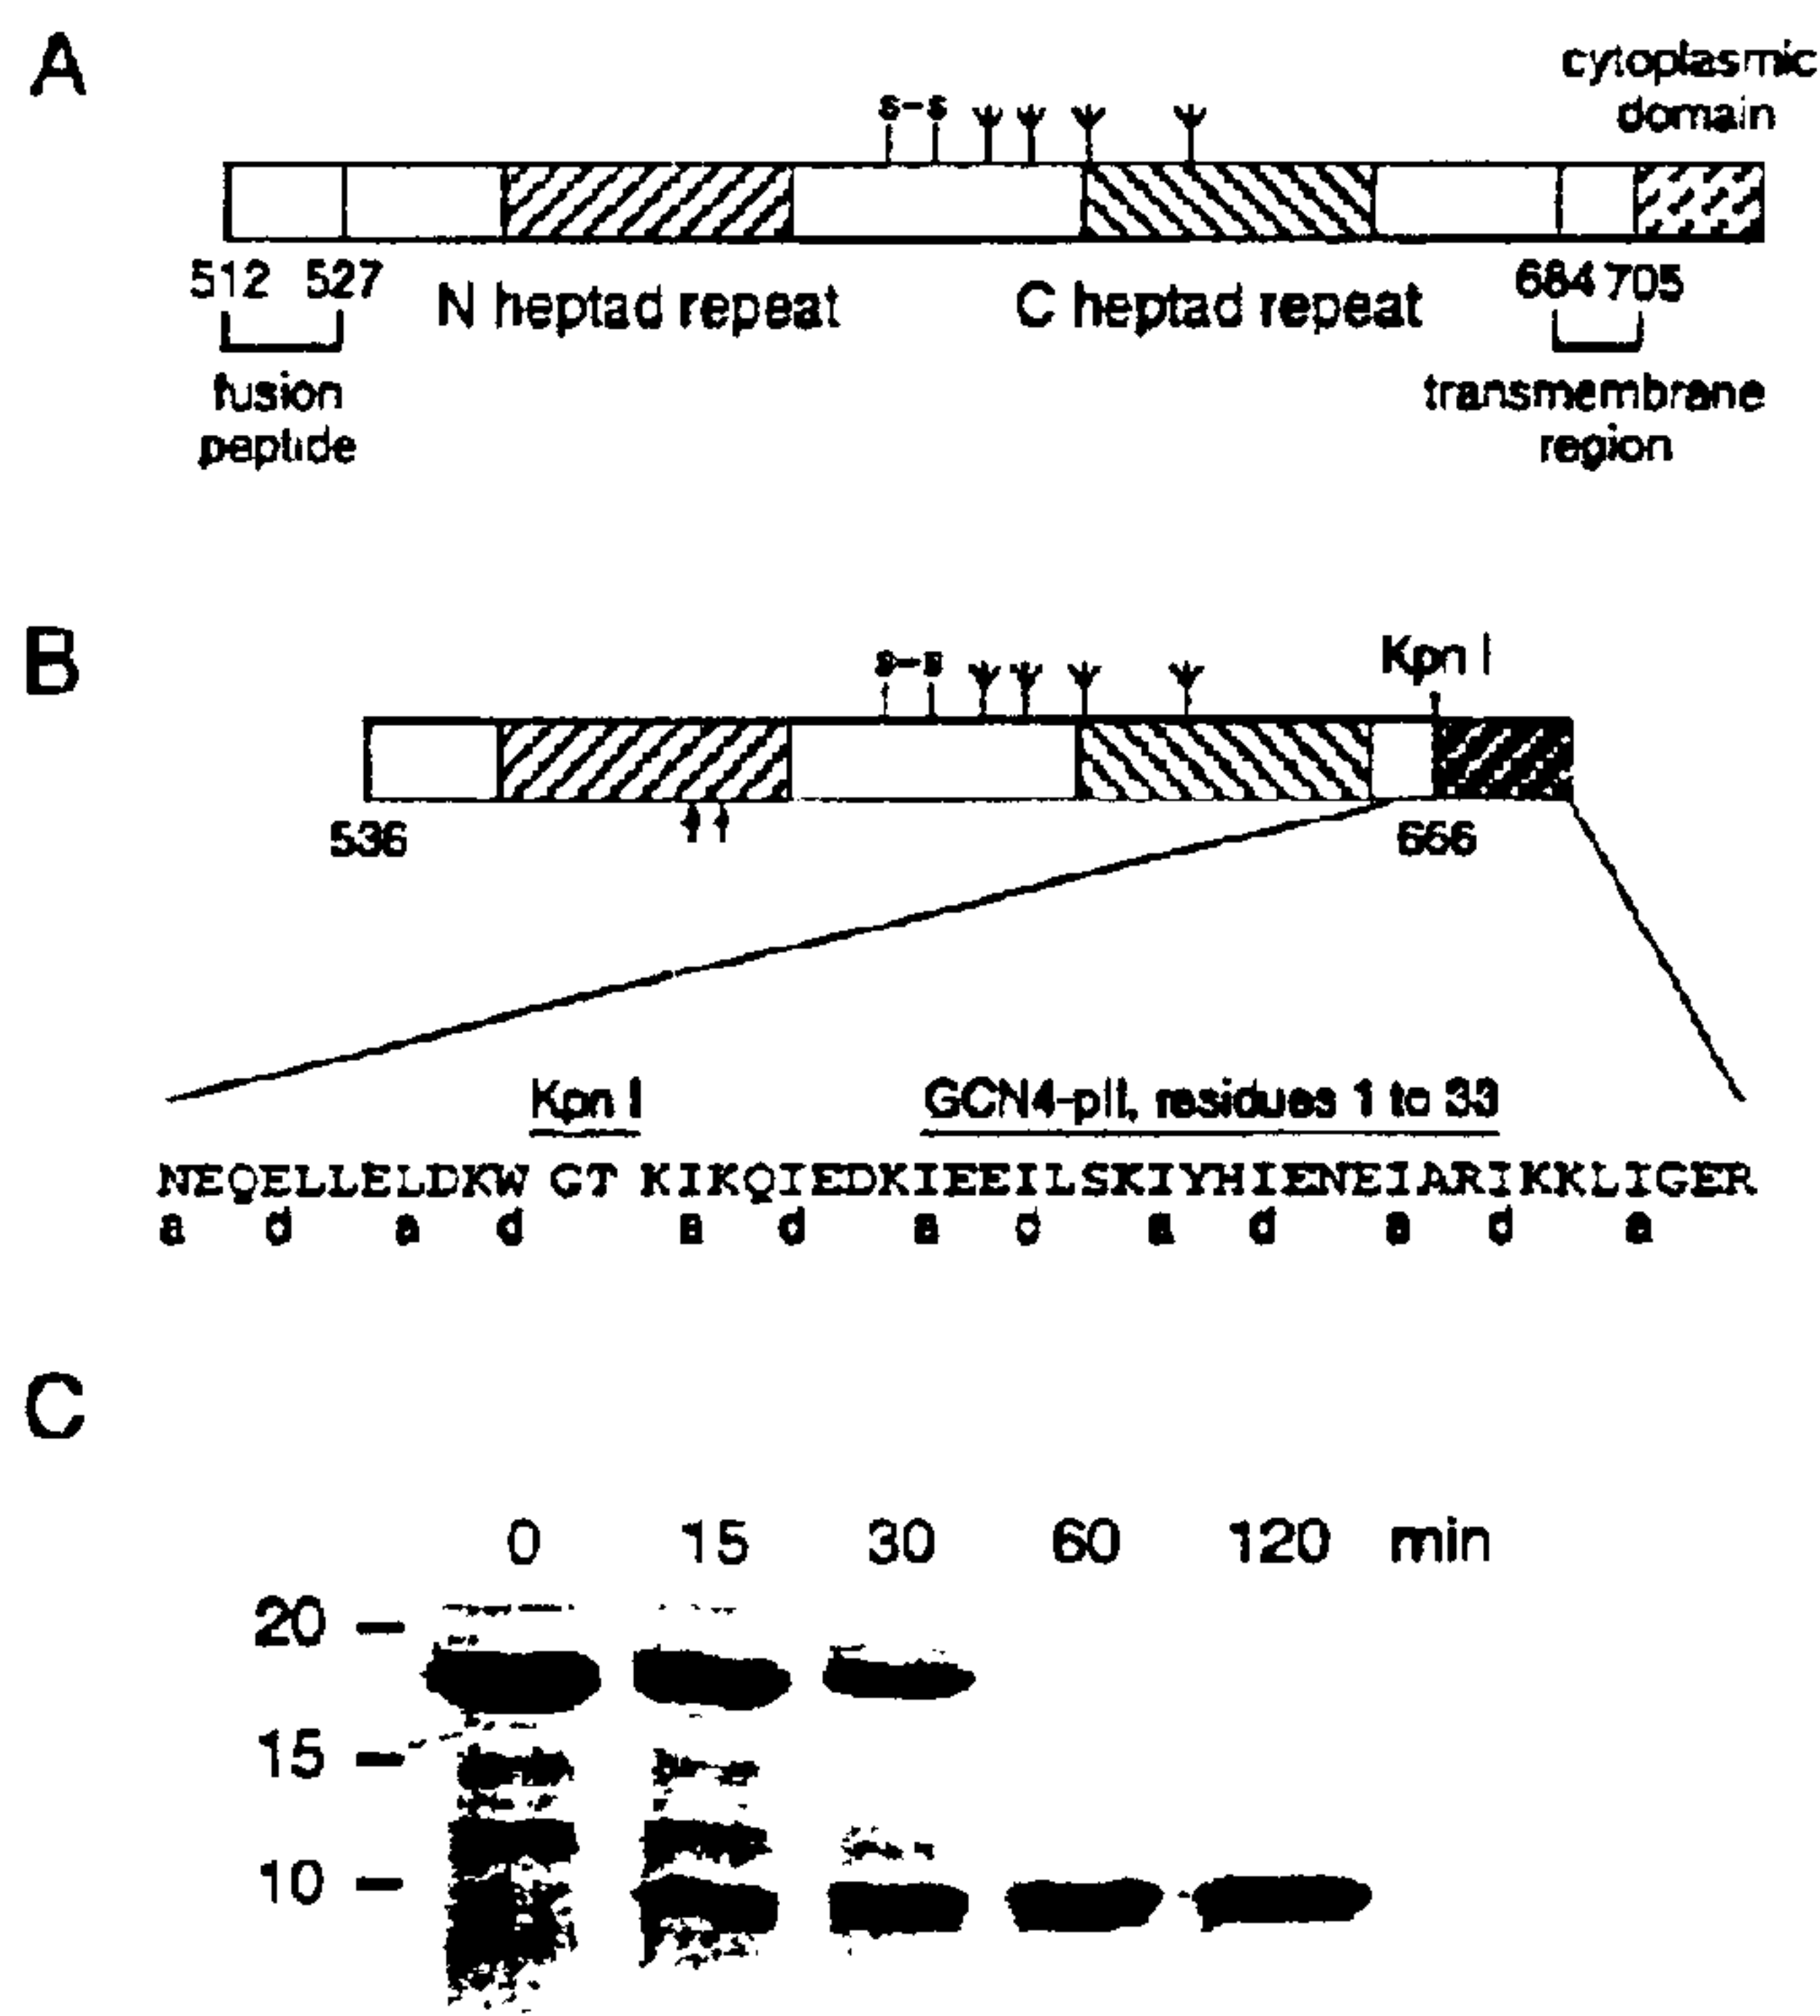 A
cytoplasmic
domain
s-s
512 527 N heptad repeat C heptad repeat 684 705
fusion
peptide
transmembrane
region
B
s-s
Kpn I
536
666
Kpn I
GCN4-pII, residues 1 to 33
NEQELLELDKW GT KIKQIEDKIEEILSKIYHIENEIARIKKLIGER
a d a d a d a d a d a d a
C
0 15 30 60 120 min
20
15
10